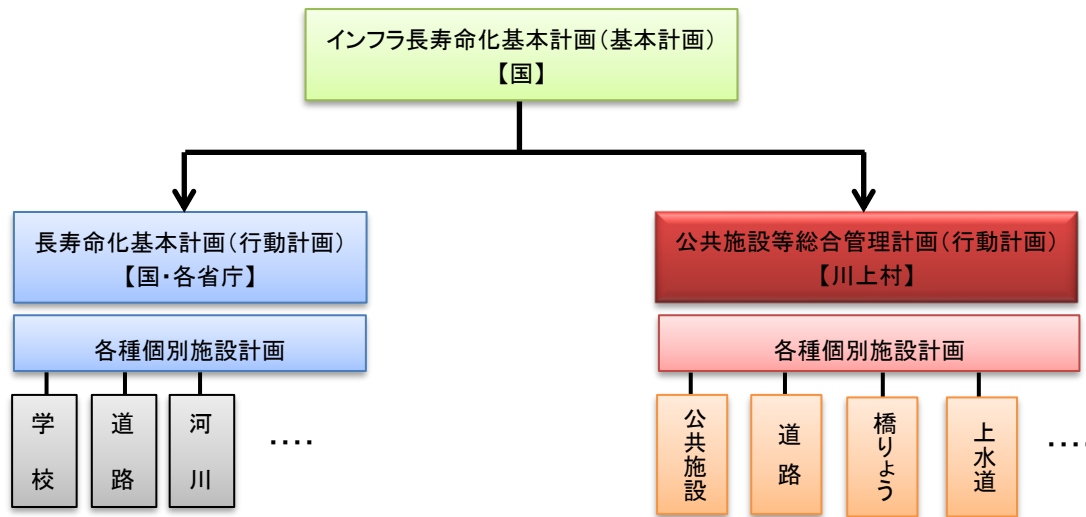 インフラ長寿命化基本計画(基本計画)
【国】
長寿命化基本計画(行動計画)
【国・各省庁】
公共施設等総合管理計画(行動計画)
【川上村】
各種個別施設計画
各種個別施設計画
学校
道路
河川
‥‥
公共施設
道路
橋りょう
上水道
‥‥